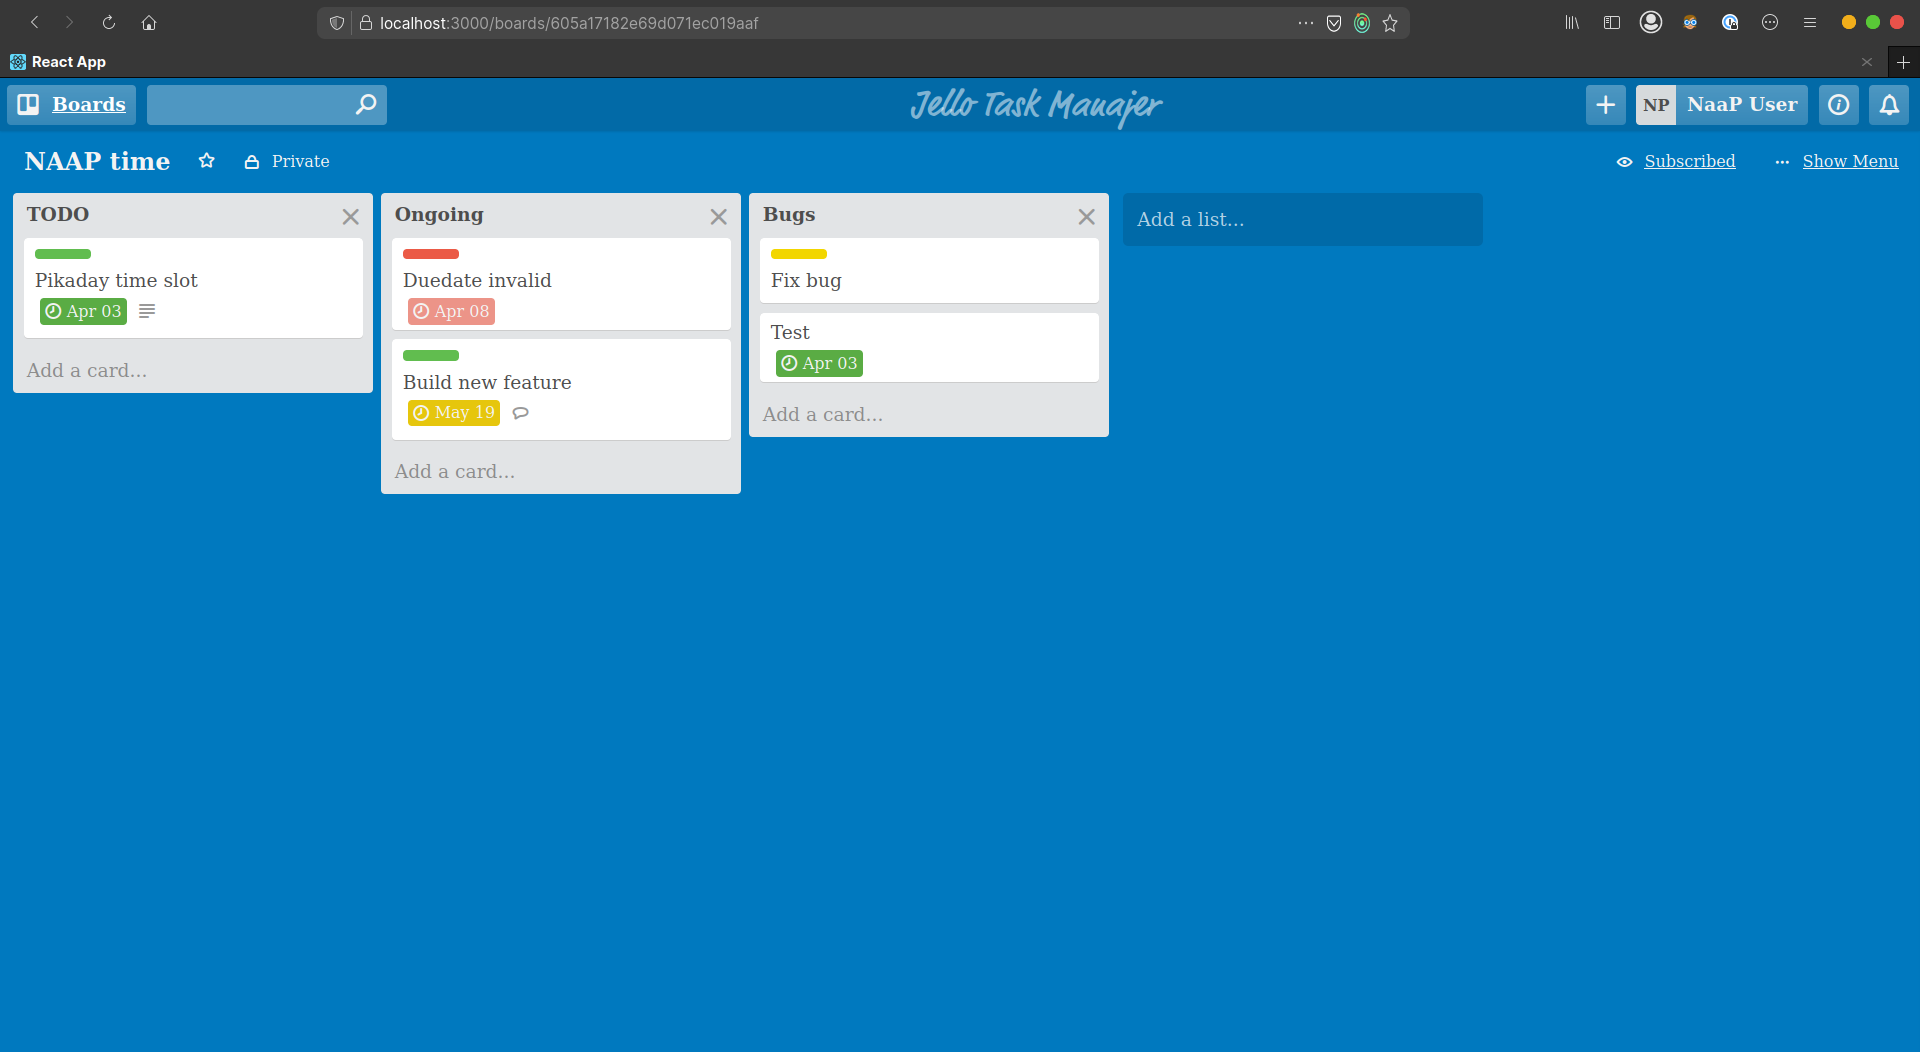 localhost:3000/boards/605a17182e69d071ec019aaf
React App
Boards
Jello Task Manajer
NP NaaP User
NAAP time
Private
Subscribed
Show Menu
TODO
Pikaday time slot
Apr 03
Add a card...
Ongoing
Duedate invalid
Apr 08
Build new feature
May 19
Add a card...
Bugs
Fix bug
Test
Apr 03
Add a card...
Add a list...